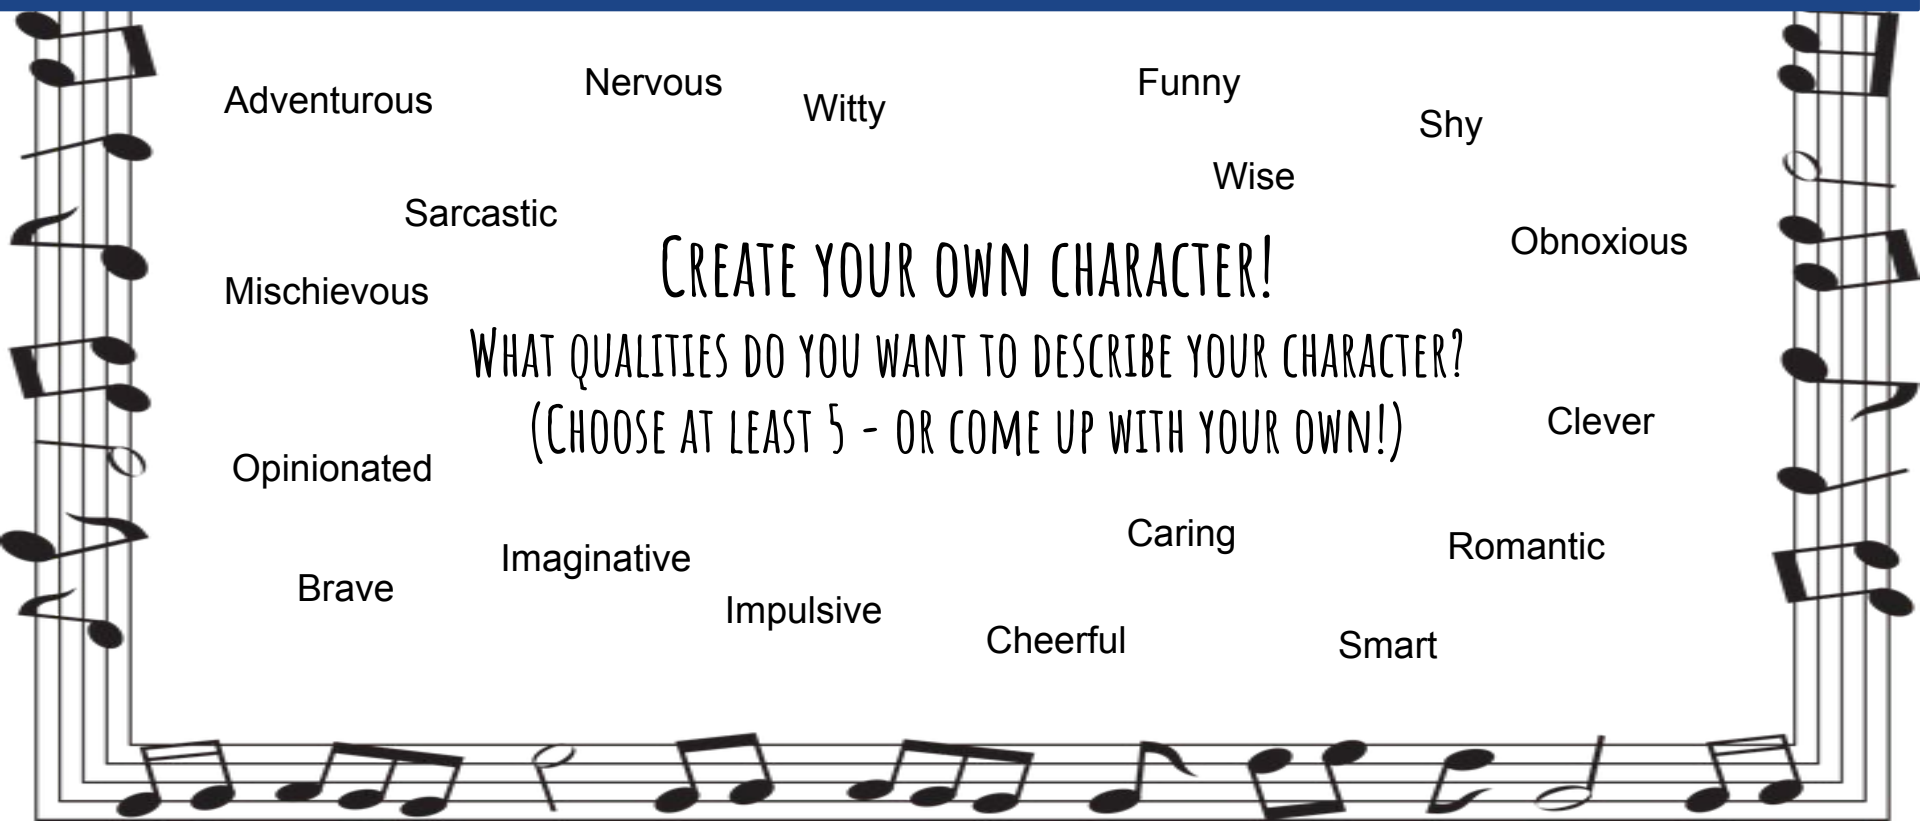 Nervous
Funny
Adventurous
Witty
Shy
Wise
Sarcastic
Obnoxious
Create your own character!
Mischievous
What qualities do you want to describe your character?
(Choose at least 5 - or come up with your own!)
Clever
Opinionated
Caring
Romantic
Imaginative
Brave
Impulsive
Cheerful
Smart